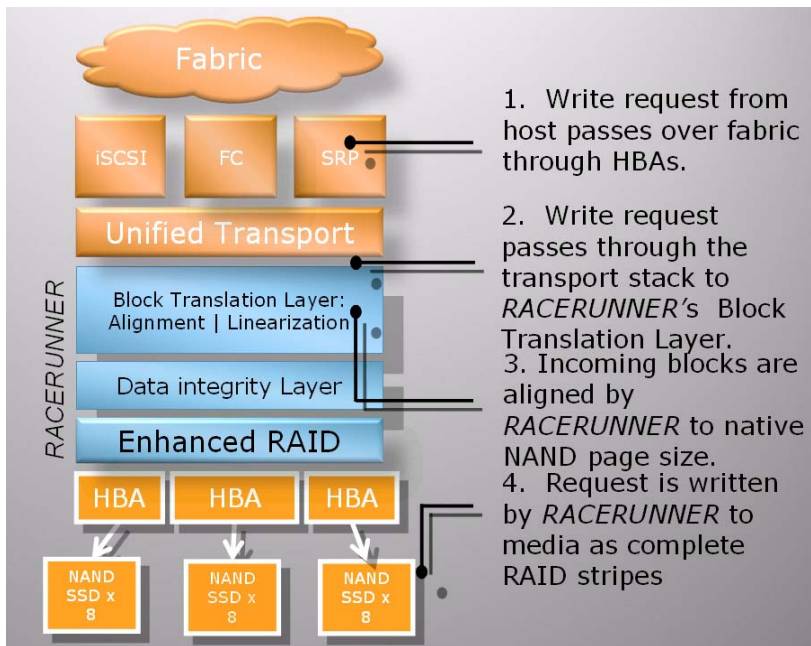 Fabric
iSCSI
FC
SRP
Unified Transport
RACERUNNER
Block Translation Layer:
Alignment | Linearization
Data integrity Layer
Enhanced RAID
HBA
HBA
HBA
NAND
SSD x
8
NAND
SSD x
8
NAND
SSD x
8
1. Write request from
host passes over fabric
through HBAs.
2. Write request
passes through the
transport stack to
RACERUNNER's Block
Translation Layer.
3. Incoming blocks are
aligned by
RACERUNNER to native
NAND page size.
4. Request is written
by RACERUNNER to
media as complete
RAID stripes